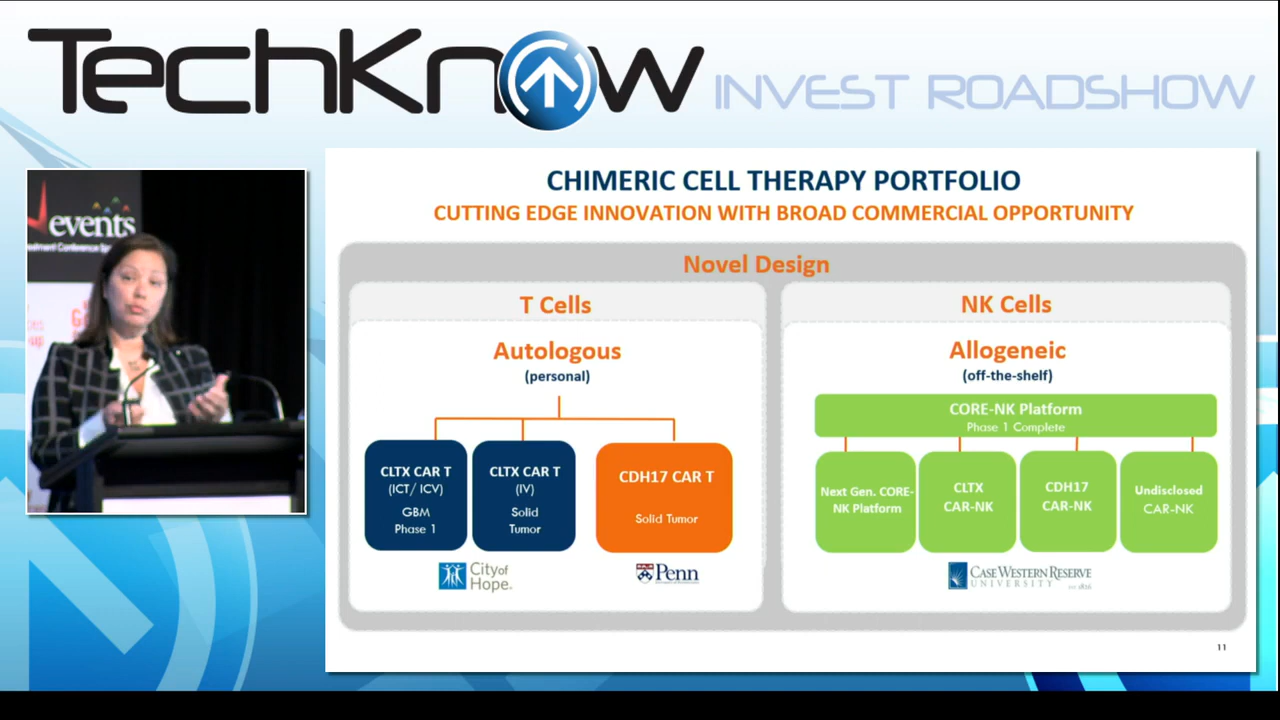 TechKnow INVEST ROADSHOW
events
CHIMERIC CELL THERAPY PORTFOLIO
CUTTING EDGE INNOVATION WITH BROAD COMMERCIAL OPPORTUNITY
Novel Design
T Cells
Autologous
(personal)
CLTX CAR T
(ICT/ ICV)
GBM
Phase 1
CLTX CAR T
(IV)
Solid
Tumor
CDH17 CAR T
Solid Tumor
City of
Hope.
Penn
NK Cells
Allogeneic
(off-the-shelf)
CORE-NK Platform
Phase 1 Complete
Next Gen. CORE-
NK Platform
CLTX
CAR-NK
CDH17
CAR-NK
Undisclosed
CAR-NK
CASE WESTERN RESERVE
UNIVERSITY
EST. 1826
11